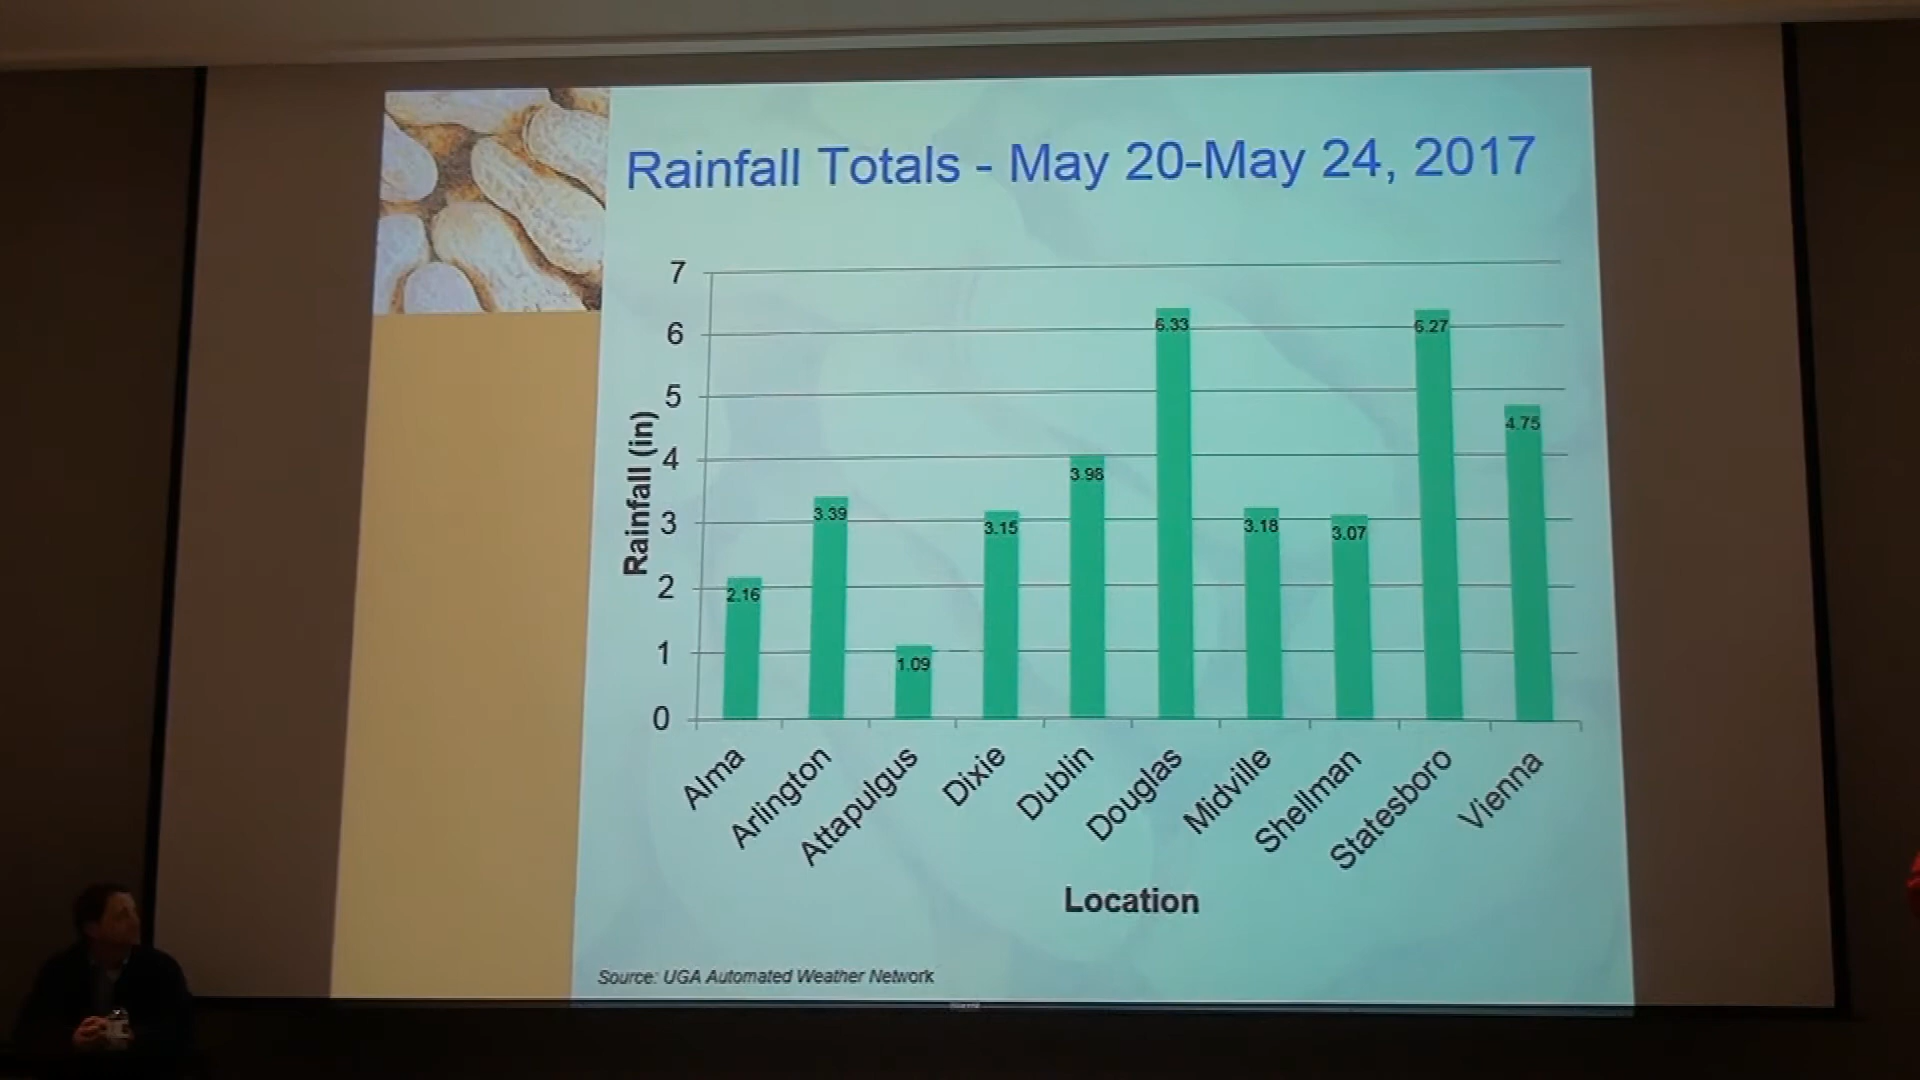 Rainfall Totals - May 20-May 24, 2017
7
6
5
4
3
2
1
0
Rainfall (in)
2.16
3.39
1.09
3.15
3.98
6.33
3.18
3.07
6.27
4.75
Alma
Arlington
Attapulgus
Dixie
Dublin
Douglas
Midville
Shellman
Statesboro
Vienna
Location
Source: UGA Automated Weather Network